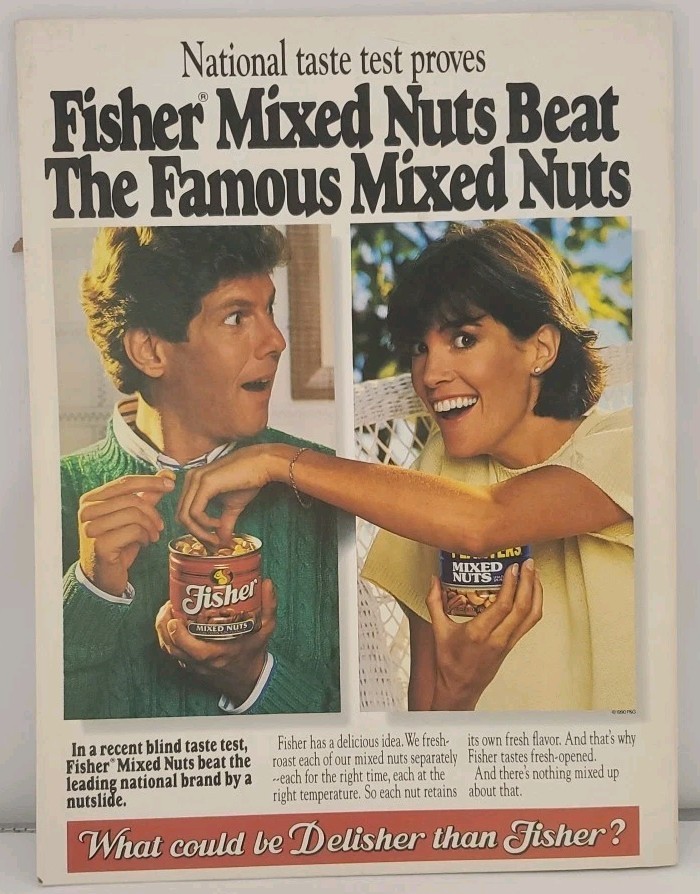 National taste test proves
Fisher® Mixed Nuts Beat
The Famous Mixed Nuts
Fisher
MIXED NUTS
MIXED
NUTS
In a recent blind taste test,
Fisher® Mixed Nuts beat the
leading national brand by a
nutslide.
Fisher has a delicious idea. We fresh-
roast each of our mixed nuts separately
--each for the right time, each at the
right temperature. So each nut retains
its own fresh flavor. And that's why
Fisher tastes fresh-opened.
And there's nothing mixed up
about that.
What could be Delisher than Fisher?